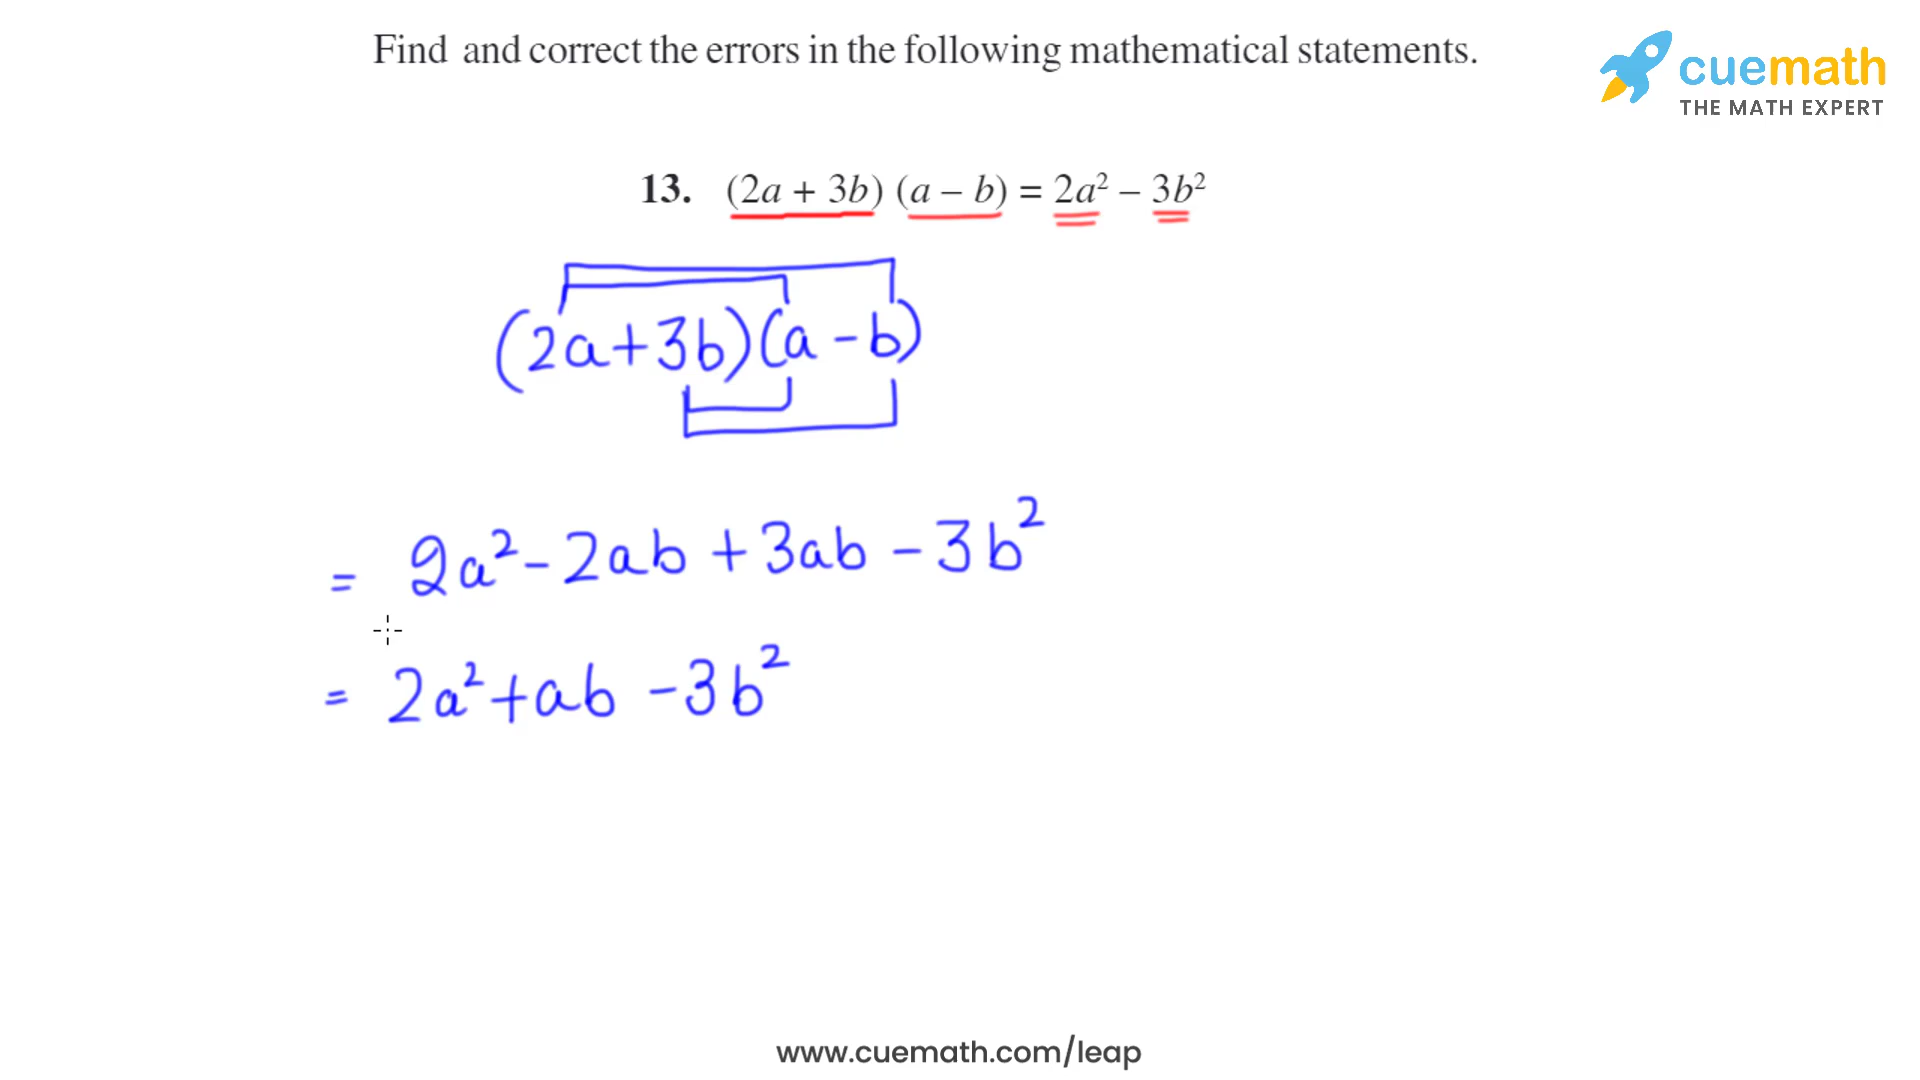 Find and correct the errors in the following mathematical statements.
cuemath
THE MATH EXPERT
13. (2a + 3b) (a – b) = 2a² – 3b²
(2a+3b)(a-b)
= 2a²-2ab+3ab-3b²
= 2a²+ab-3b²
www.cuemath.com/leap